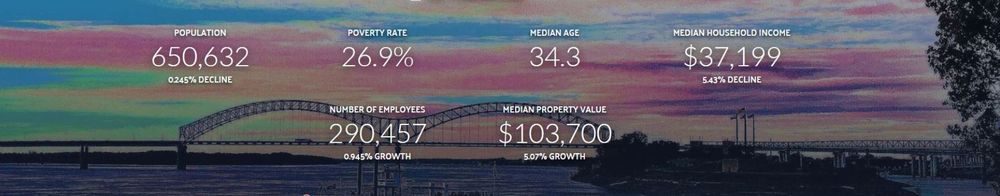 POPULATION
650,632
0.245% DECLINE
POVERTY RATE
26.9%
MEDIAN AGE
34.3
MEDIAN HOUSEHOLD INCOME
$37,199
5.43% DECLINE
NUMBER OF EMPLOYEES
290,457
0.945% GROWTH
MEDIAN PROPERTY VALUE
$103,700
5.07% GROWTH